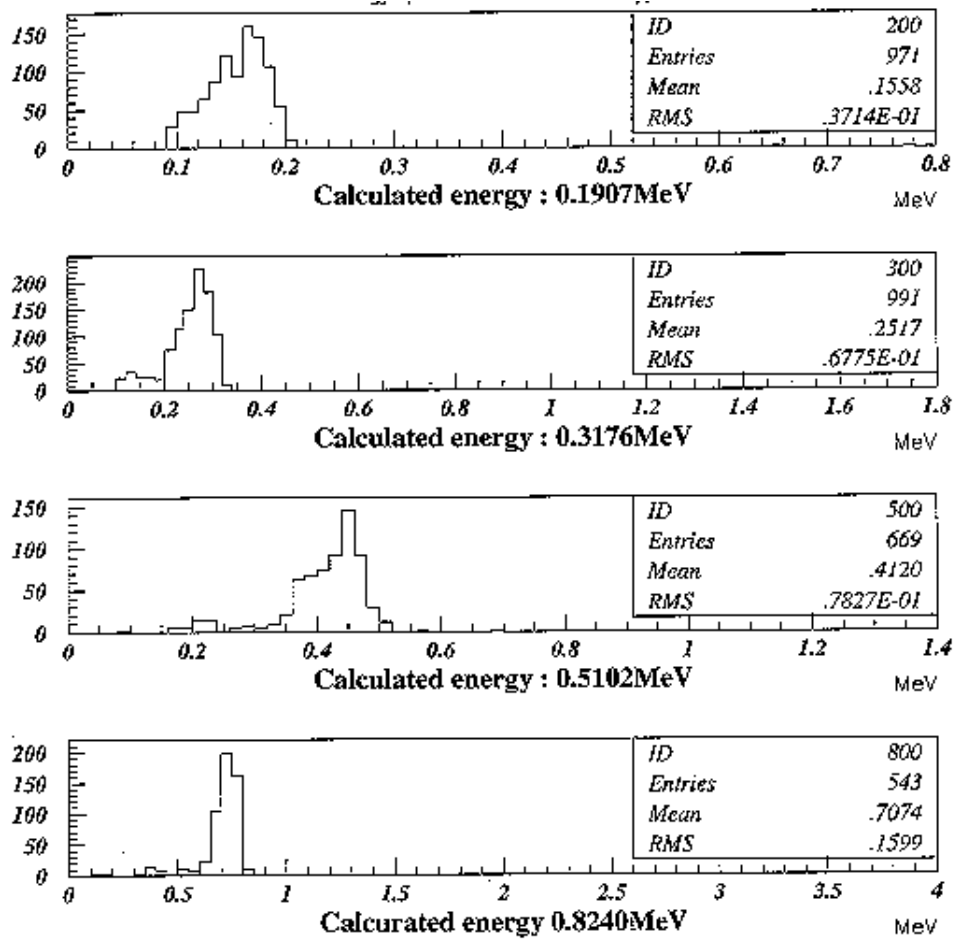 150
100
50
0
ID 200
Entries 971
Mean .1558
RMS .3714E-01
0 0.1 0.2 0.3 0.4 0.5 0.6 0.7 0.8
Calculated energy : 0.1907MeV
MeV
200
150
100
50
0
ID 300
Entries 991
Mean .2517
RMS .6775E-01
0 0.2 0.4 0.6 0.8 1 1.2 1.4 1.6 1.8
Calculated energy : 0.3176MeV
MeV
150
100
50
0
ID 500
Entries 669
Mean .4120
RMS .7827E-01
0 0.2 0.4 0.6 0.8 1 1.2 1.4
Calculated energy : 0.5102MeV
MeV
200
150
100
50
0
ID 800
Entries 543
Mean .7074
RMS .1599
0 0.5 1 1.5 2 2.5 3 3.5 4
Calcurated energy 0.8240MeV
MeV